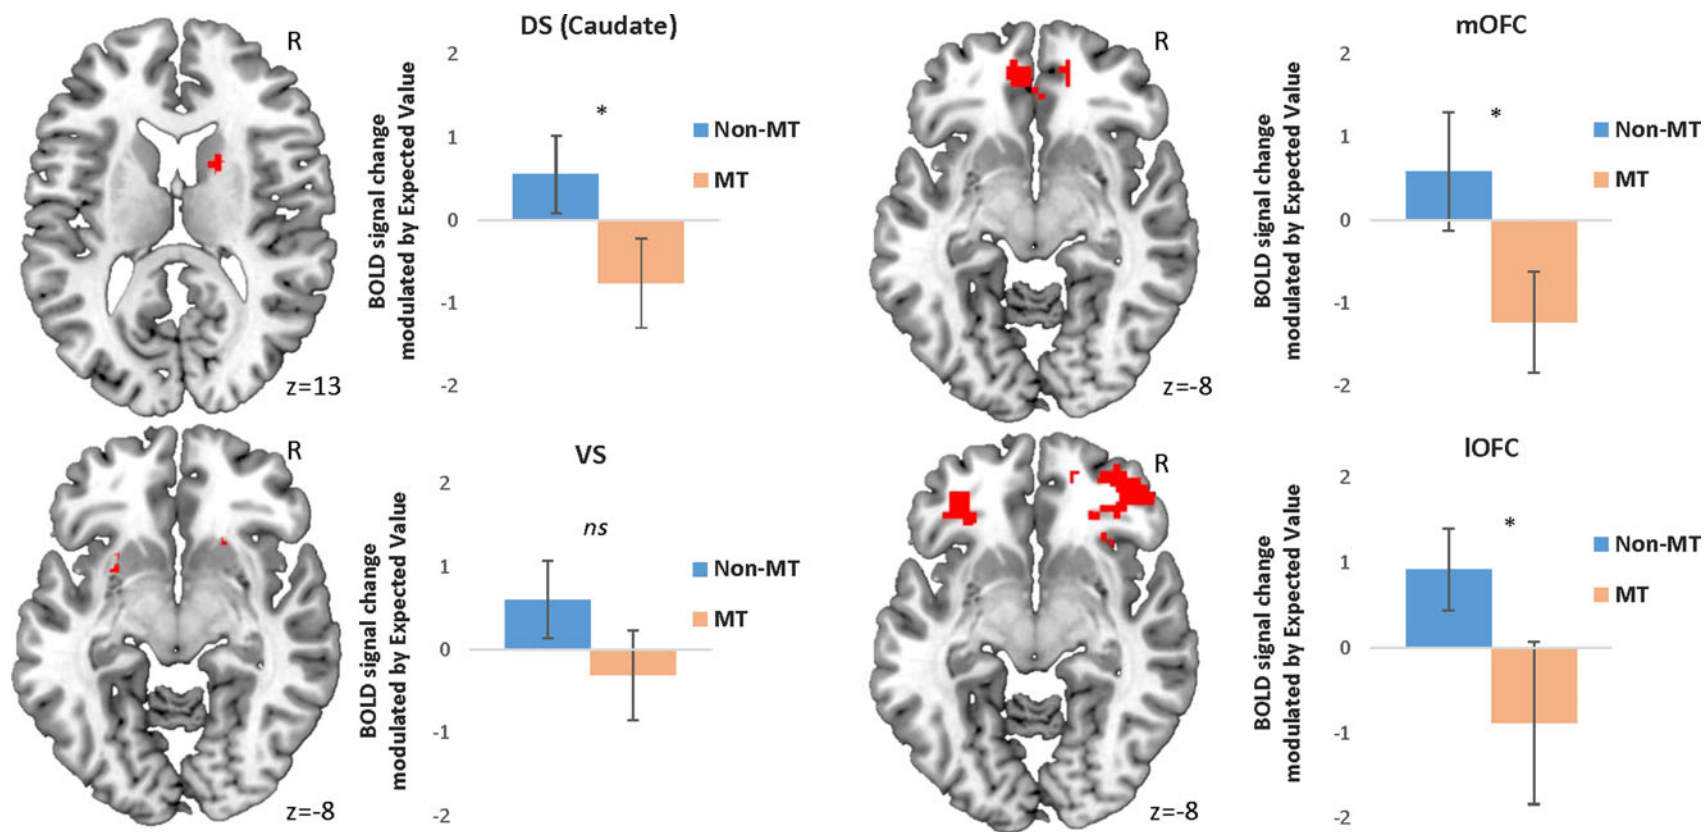 DS (Caudate)
R
BOLD signal change
modulated by Expected Value
2
1
0
-1
-2
*
Non-MT
MT
z=13
mOFC
R
BOLD signal change
modulated by Expected Value
2
1
0
-1
-2
*
Non-MT
MT
z=-8
VS
R
BOLD signal change
modulated by Expected Value
2
1
0
-1
-2
ns
Non-MT
MT
z=-8
lOFC
R
BOLD signal change
modulated by Expected Value
2
1
0
-1
-2
*
Non-MT
MT
z=-8